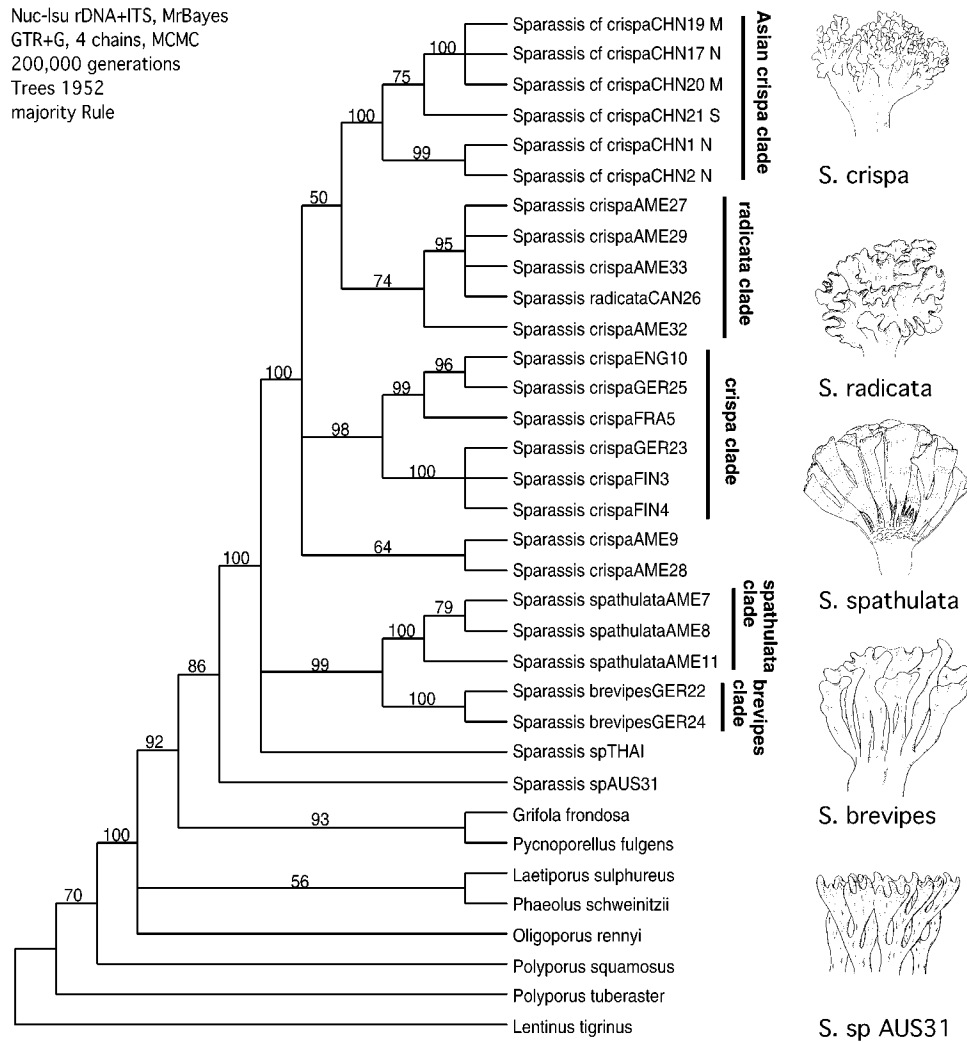 Nuc-lsu rDNA+ITS, MrBayes
GTR+G, 4 chains, MCMC
200,000 generations
Trees 1952
majority Rule
Sparassis cf crispaCHN19 M
Sparassis cf crispaCHN17 N
Sparassis cf crispaCHN20 M
Sparassis cf crispaCHN21 S
Sparassis cf crispaCHN1 N
Sparassis cf crispaCHN2 N
Sparassis crispaAME27
Sparassis crispaAME29
Sparassis crispaAME33
Sparassis radicataCAN26
Sparassis crispaAME32
Sparassis crispaENG10
Sparassis crispaGER25
Sparassis crispaFRA5
Sparassis crispaGER23
Sparassis crispaFIN3
Sparassis crispaFIN4
Sparassis crispaAME9
Sparassis crispaAME28
Sparassis spathulataAME7
Sparassis spathulataAME8
Sparassis spathulataAME11
Sparassis brevipesGER22
Sparassis brevipesGER24
Sparassis spTHAI
Sparassis spAUS31
Grifola frondosa
Pycnoporellus fulgens
Laetiporus sulphureus
Phaeolus schweinitzii
Oligoporus rennyi
Polyporus squamosus
Polyporus tuberaster
Lentinus tigrinus
100
75
100
99
50
95
74
96
99
98
100
100
64
100
79
100
99
100
86
92
93
100
56
70
Asian crispa clade
radicata clade
crispa clade
spathulata
clade
brevipes
clade
S. crispa
S. radicata
S. spathulata
S. brevipes
S. sp AUS31